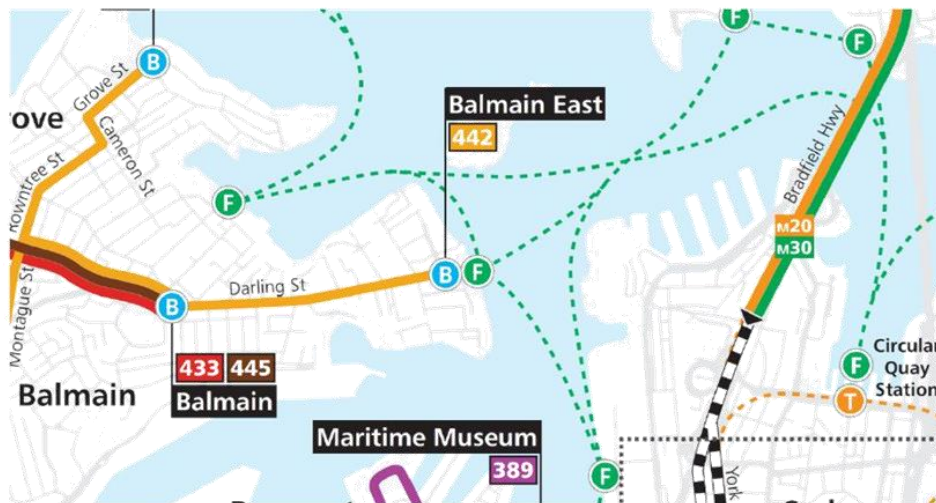 F
F
B
Grove St
ove
Cameron St
Balmain East
442
Bradfield Hwy
Rowntree St
F
M20
M30
B
F
Darling St
Montague St
B
433 445
Balmain
Balmain
Circular
Quay
Station
F
T
Maritime Museum
389
F
York